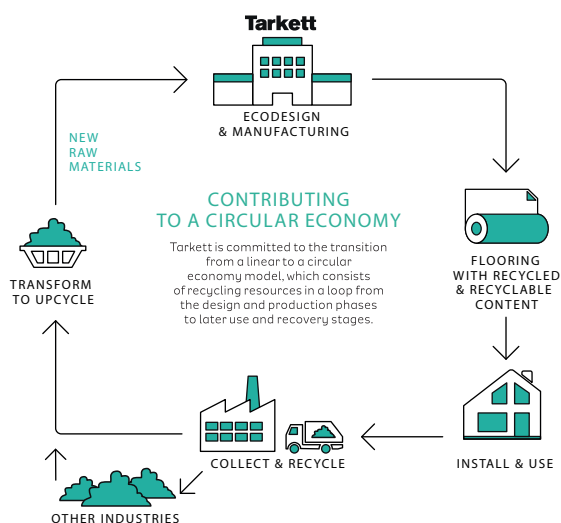 Tarkett
ECODESIGN
& MANUFACTURING
NEW
RAW
MATERIALS
CONTRIBUTING
TO A CIRCULAR ECONOMY
Tarkett is committed to the transition
from a linear to a circular
economy model, which consists
of recycling resources in a loop from
the design and production phases
to later use and recovery stages.
FLOORING
WITH RECYCLED
& RECYCLABLE
CONTENT
TRANSFORM
TO UPCYCLE
COLLECT & RECYCLE
INSTALL & USE
OTHER INDUSTRIES